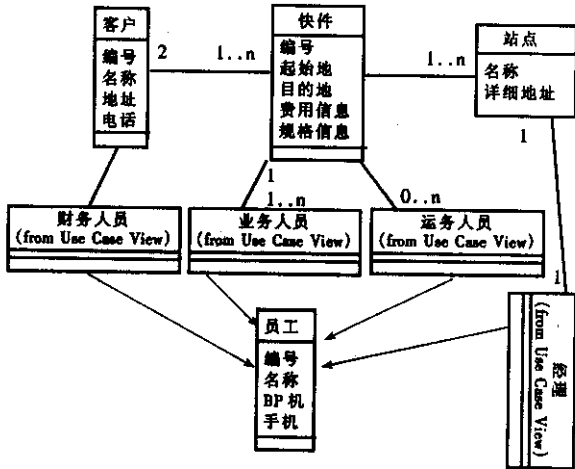 客户
编号
名称
地址
电话
2
1..n
快件
编号
起始地
目的地
费用信息
规格信息
1..n
站点
名称
详细地址
1
1
1..n
0..n
财务人员
(from Use Case View)
业务人员
(from Use Case View)
运务人员
(from Use Case View)
1
经理
(from Use Case View)
员工
编号
名称
BP机
手机